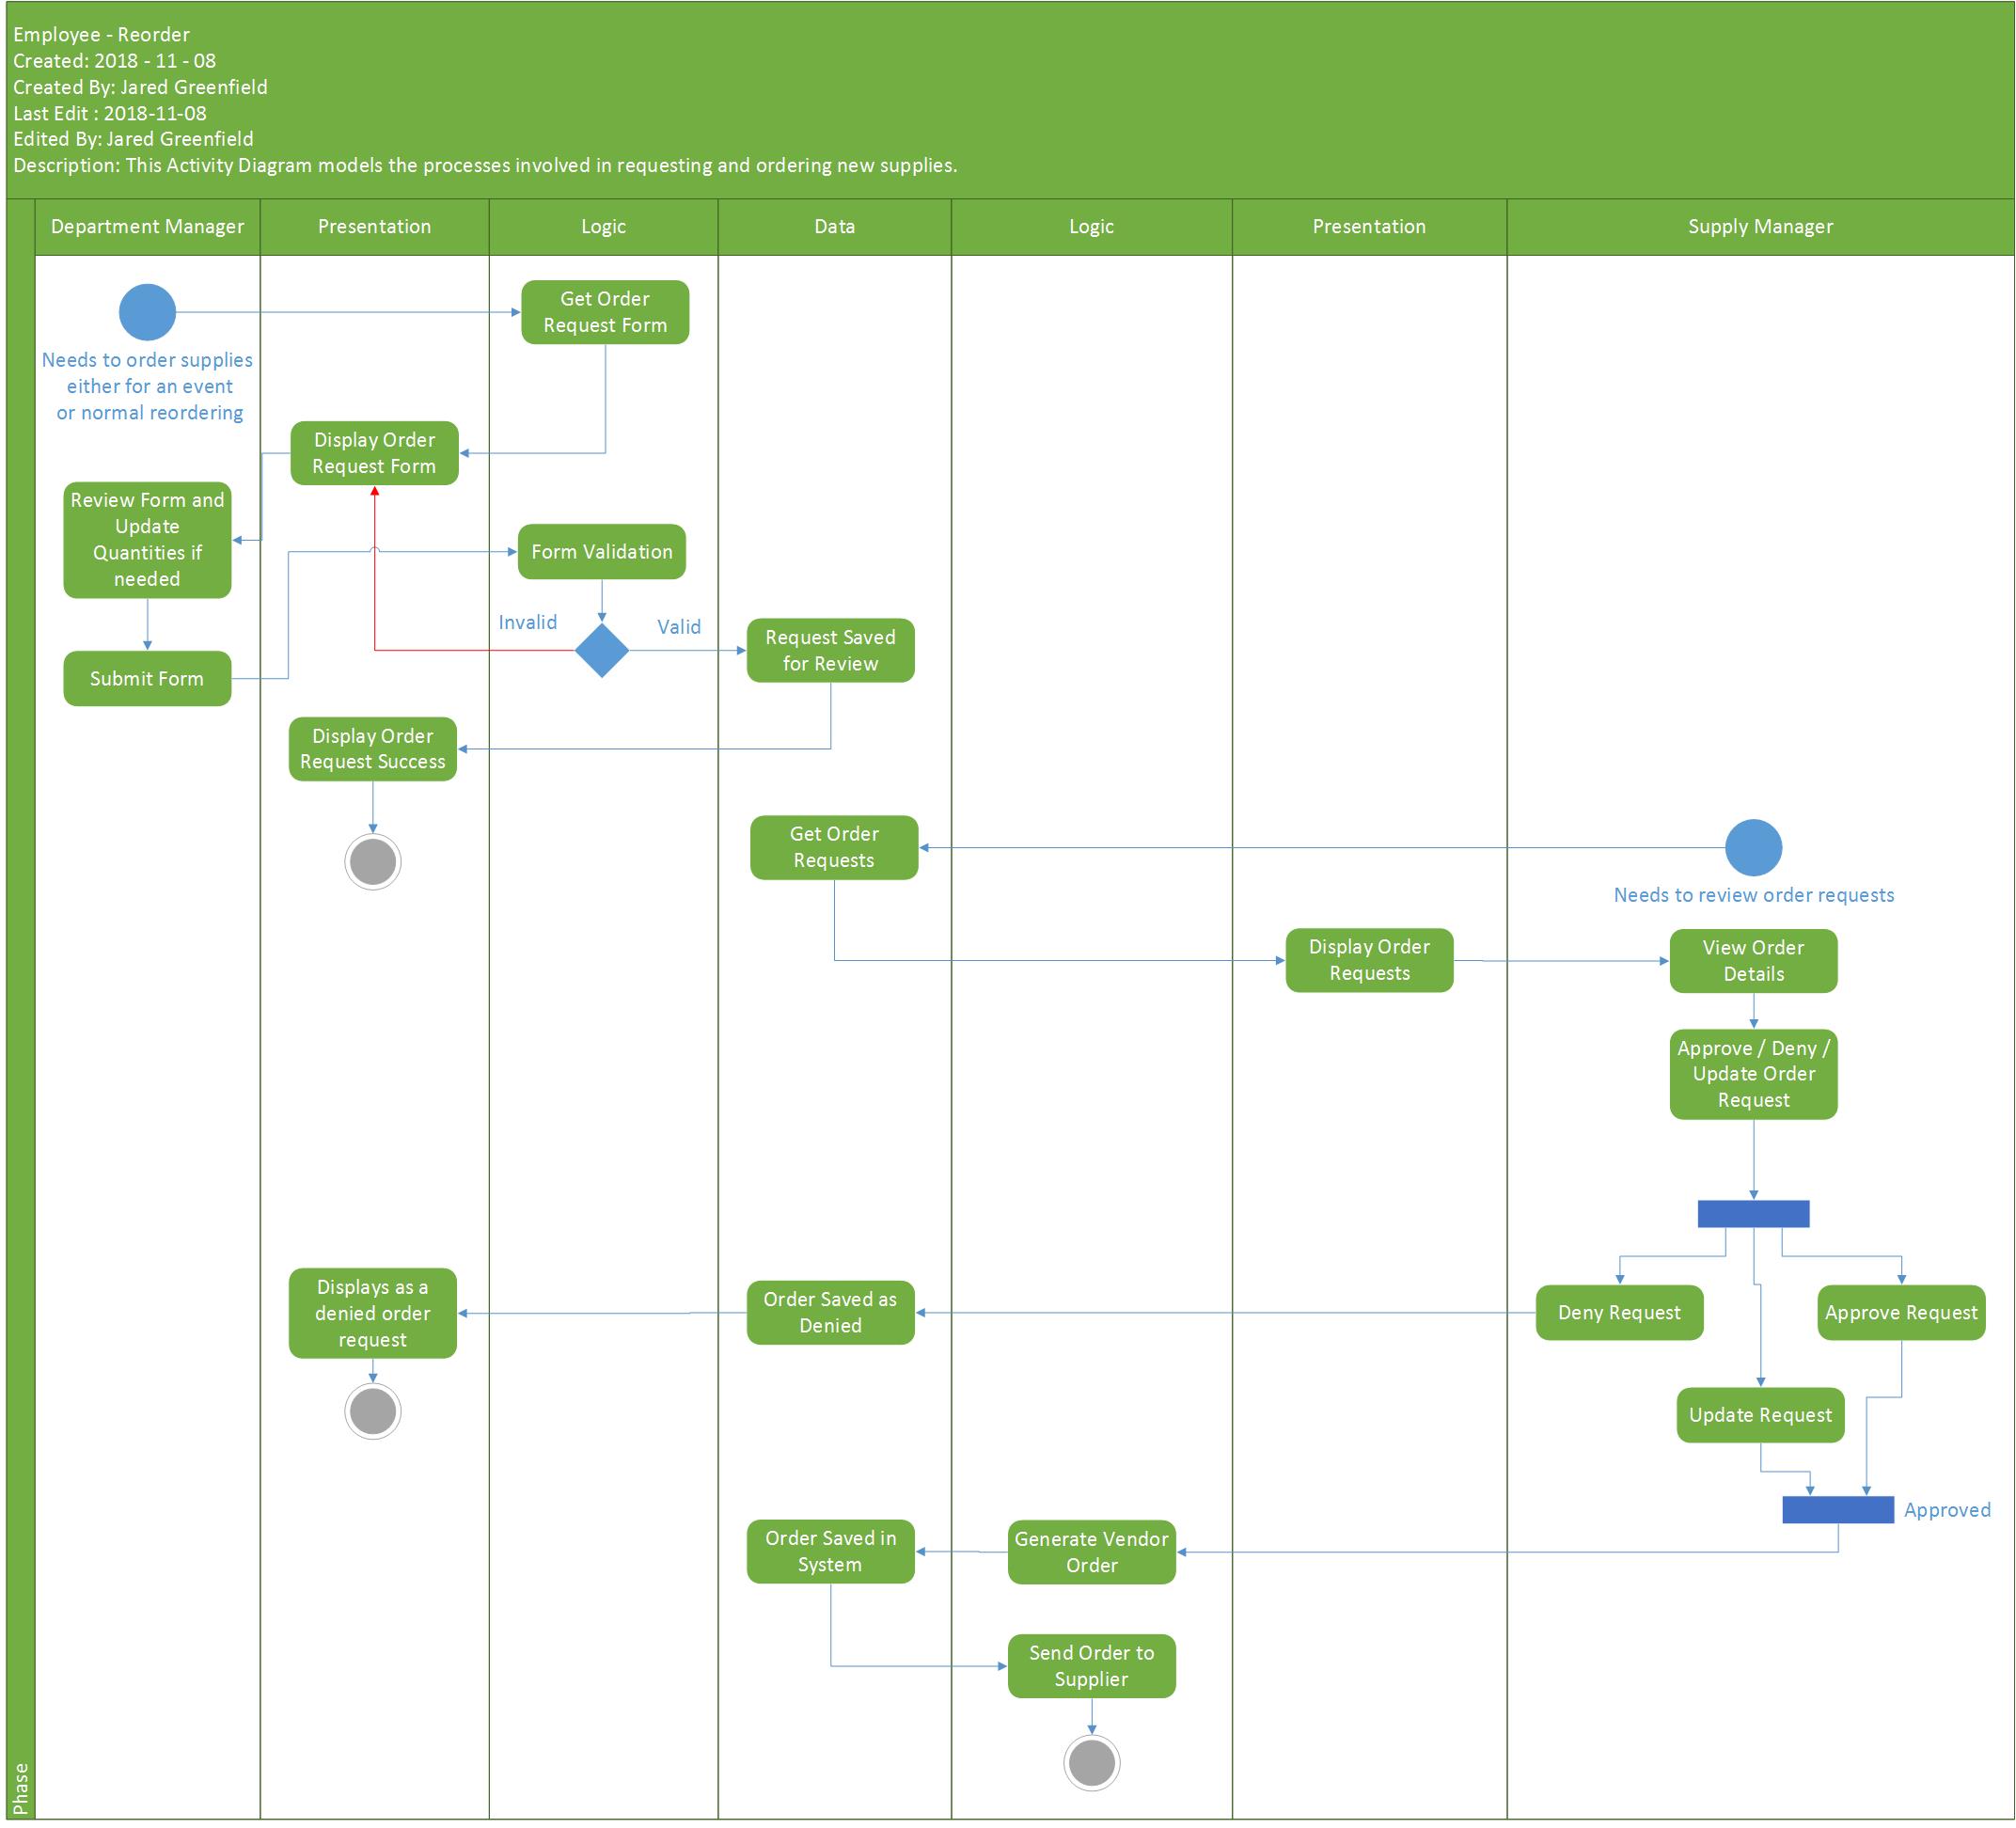 Employee - Reorder
Created: 2018 - 11 - 08
Created By: Jared Greenfield
Last Edit : 2018-11-08
Edited By: Jared Greenfield
Description: This Activity Diagram models the processes involved in requesting and ordering new supplies.
Department Manager
Presentation
Logic
Data
Logic
Presentation
Supply Manager
Get Order
Request Form
Needs to order supplies
either for an event
or normal reordering
Display Order
Request Form
Review Form and
Update
Quantities if
needed
Form Validation
Invalid
Valid
Request Saved
for Review
Submit Form
Display Order
Request Success
Get Order
Requests
Needs to review order requests
Display Order
Requests
View Order
Details
Approve / Deny /
Update Order
Request
Displays as a
denied order
request
Order Saved as
Denied
Deny Request
Approve Request
Update Request
Approved
Order Saved in
System
Generate Vendor
Order
Send Order to
Supplier
Phase